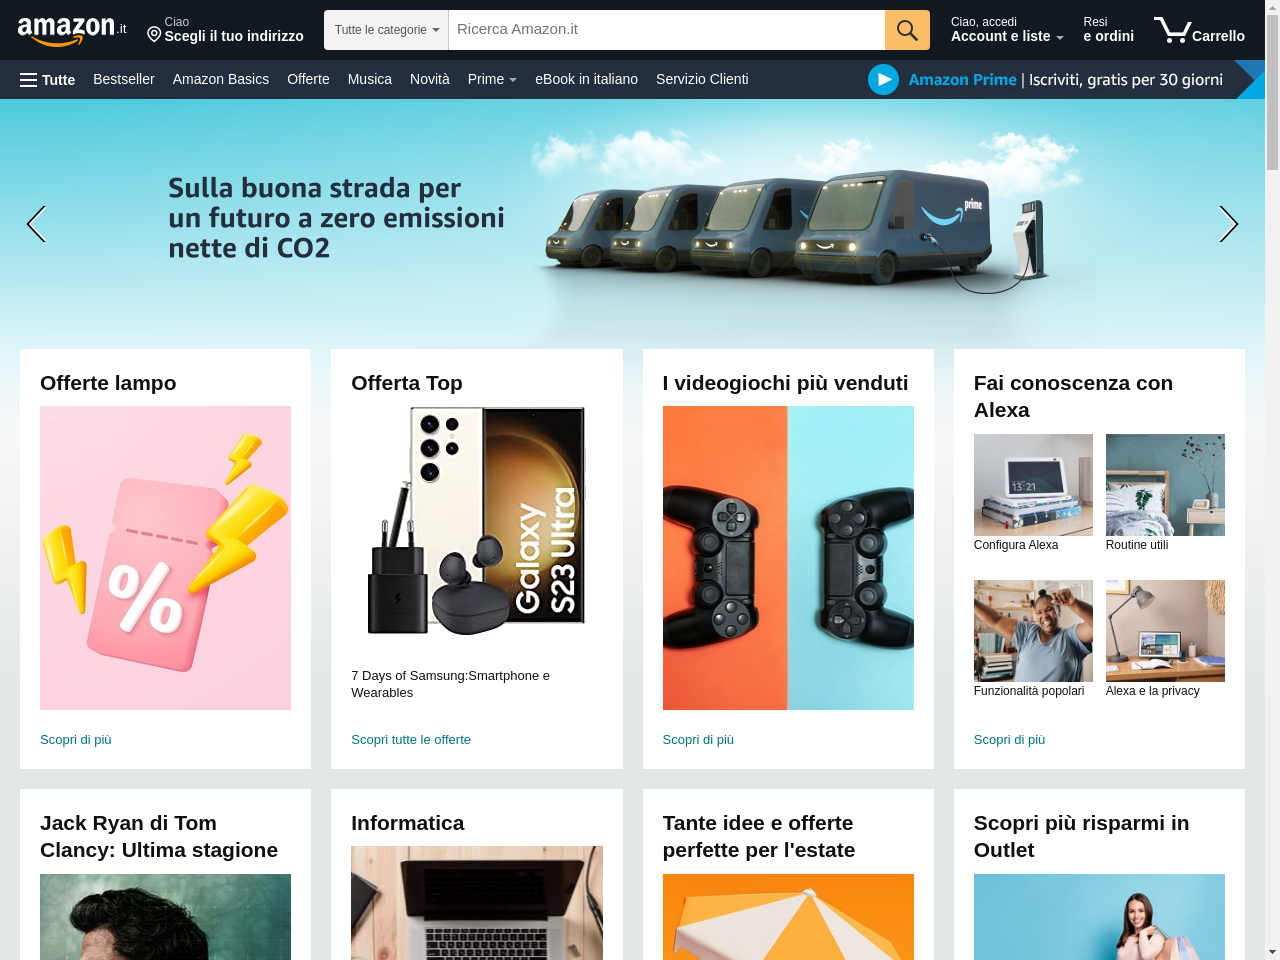 amazon.it
Ciao
Scegli il tuo indirizzo
Tutte le categorie
Ricerca Amazon.it
Ciao, accedi
Account e liste
Resi
e ordini
Carrello
Tutte
Bestseller
Amazon Basics
Offerte
Musica
Novità
Prime
eBook in italiano
Servizio Clienti
Amazon Prime | Iscriviti, gratis per 30 giorni
Sulla buona strada per
un futuro a zero emissioni
nette di CO2
prime
Offerte lampo
%
Scopri di più
Offerta Top
Galaxy
S23 Ultra
7 Days of Samsung:Smartphone e
Wearables
Scopri tutte le offerte
I videogiochi più venduti
Scopri di più
Fai conoscenza con
Alexa
13:21
Configura Alexa
Routine utili
Funzionalità popolari
Alexa e la privacy
Scopri di più
Jack Ryan di Tom
Clancy: Ultima stagione
Informatica
Tante idee e offerte
perfette per l'estate
Scopri più risparmi in
Outlet